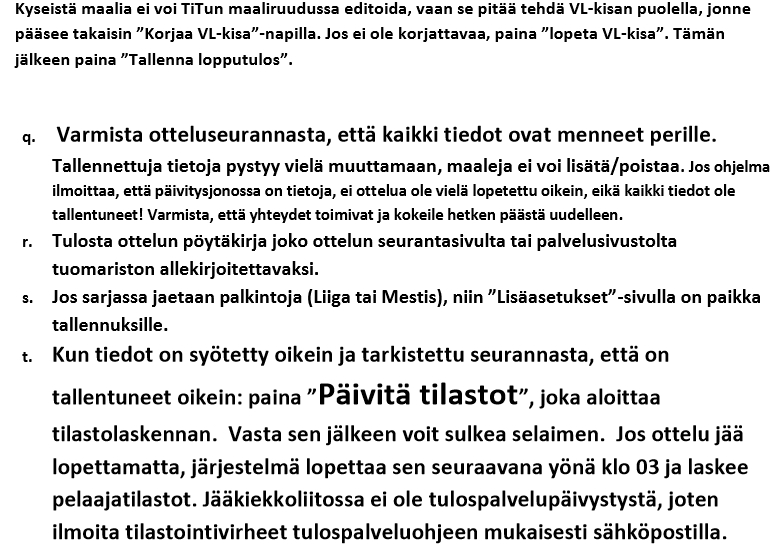 Kyseistä maalia ei voi TiTun maaliruudussa editoida, vaan se pitää tehdä VL-kisan puolella, jonne
pääsee takaisin ”Korjaa VL-kisa”-napilla. Jos ei ole korjattavaa, paina ”lopeta VL-kisa”. Tämän
jälkeen paina ”Tallenna lopputulos”.
q. Varmista otteluseurannasta, että kaikki tiedot ovat menneet perille.
Tallennettuja tietoja pystyy vielä muuttamaan, maaleja ei voi lisätä/poistaa. Jos ohjelma
ilmoittaa, että päivitysjonossa on tietoja, ei ottelua ole vielä lopetettu oikein, eikä kaikki tiedot ole
tallentuneet! Varmista, että yhteydet toimivat ja kokeile hetken päästä uudelleen.
r. Tulosta ottelun pöytäkirja joko ottelun seurantasivulta tai palvelusivustolta
tuomariston allekirjoitettavaksi.
s. Jos sarjassa jaetaan palkintoja (Liiga tai Mestis), niin ”Lisäasetukset”-sivulla on paikka
tallennuksille.
t. Kun tiedot on syötetty oikein ja tarkistettu seurannasta, että on
tallentuneet oikein: paina ”Päivitä tilastot”, joka aloittaa
tilastolaskennan. Vasta sen jälkeen voit sulkea selaimen. Jos ottelu jää
lopettamatta, järjestelmä lopettaa sen seuraavana yönä klo 03 ja laskee
pelaajatilastot. Jääkiekkoliitossa ei ole tulospalvelupäivystystä, joten
ilmoita tilastointivirheet tulospalveluohjeen mukaisesti sähköpostilla.